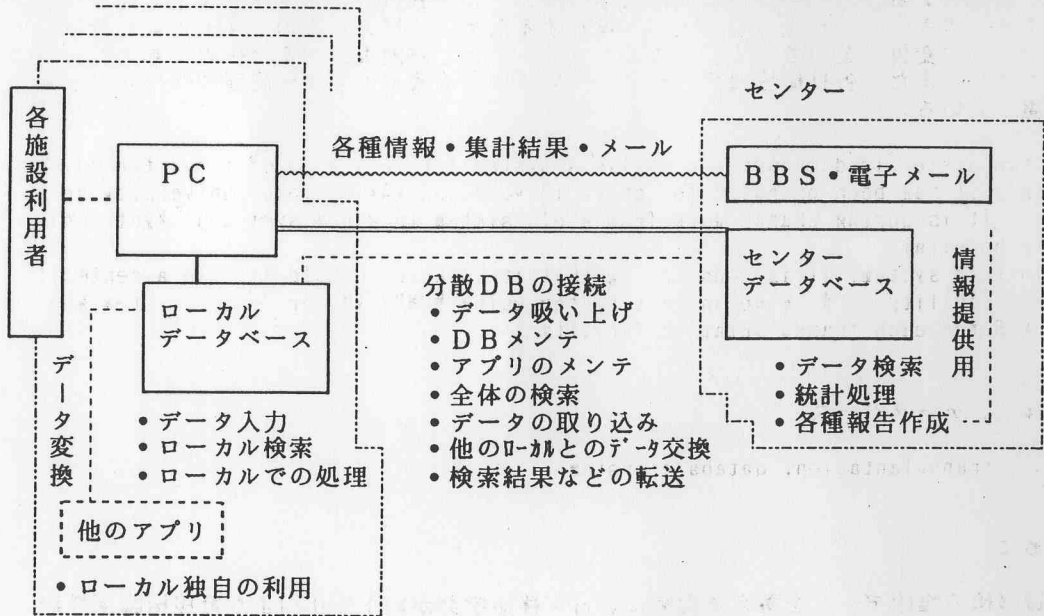 センター
各施設利用者
PC
各種情報・集計結果・メール
BBS・電子メール
センター
データベース
情報提供用
ローカル
データベース
分散DBの接続
・データ吸い上げ
・DBメンテ
・アプリのメンテ
・全体の検索
・データの取り込み
・他のローカルとのデータ交換
・検索結果などの転送
・データ検索
・統計処理
・各種報告作成
データ変換
・データ入力
・ローカル検索
・ローカルでの処理
他のアプリ
・ローカル独自の利用